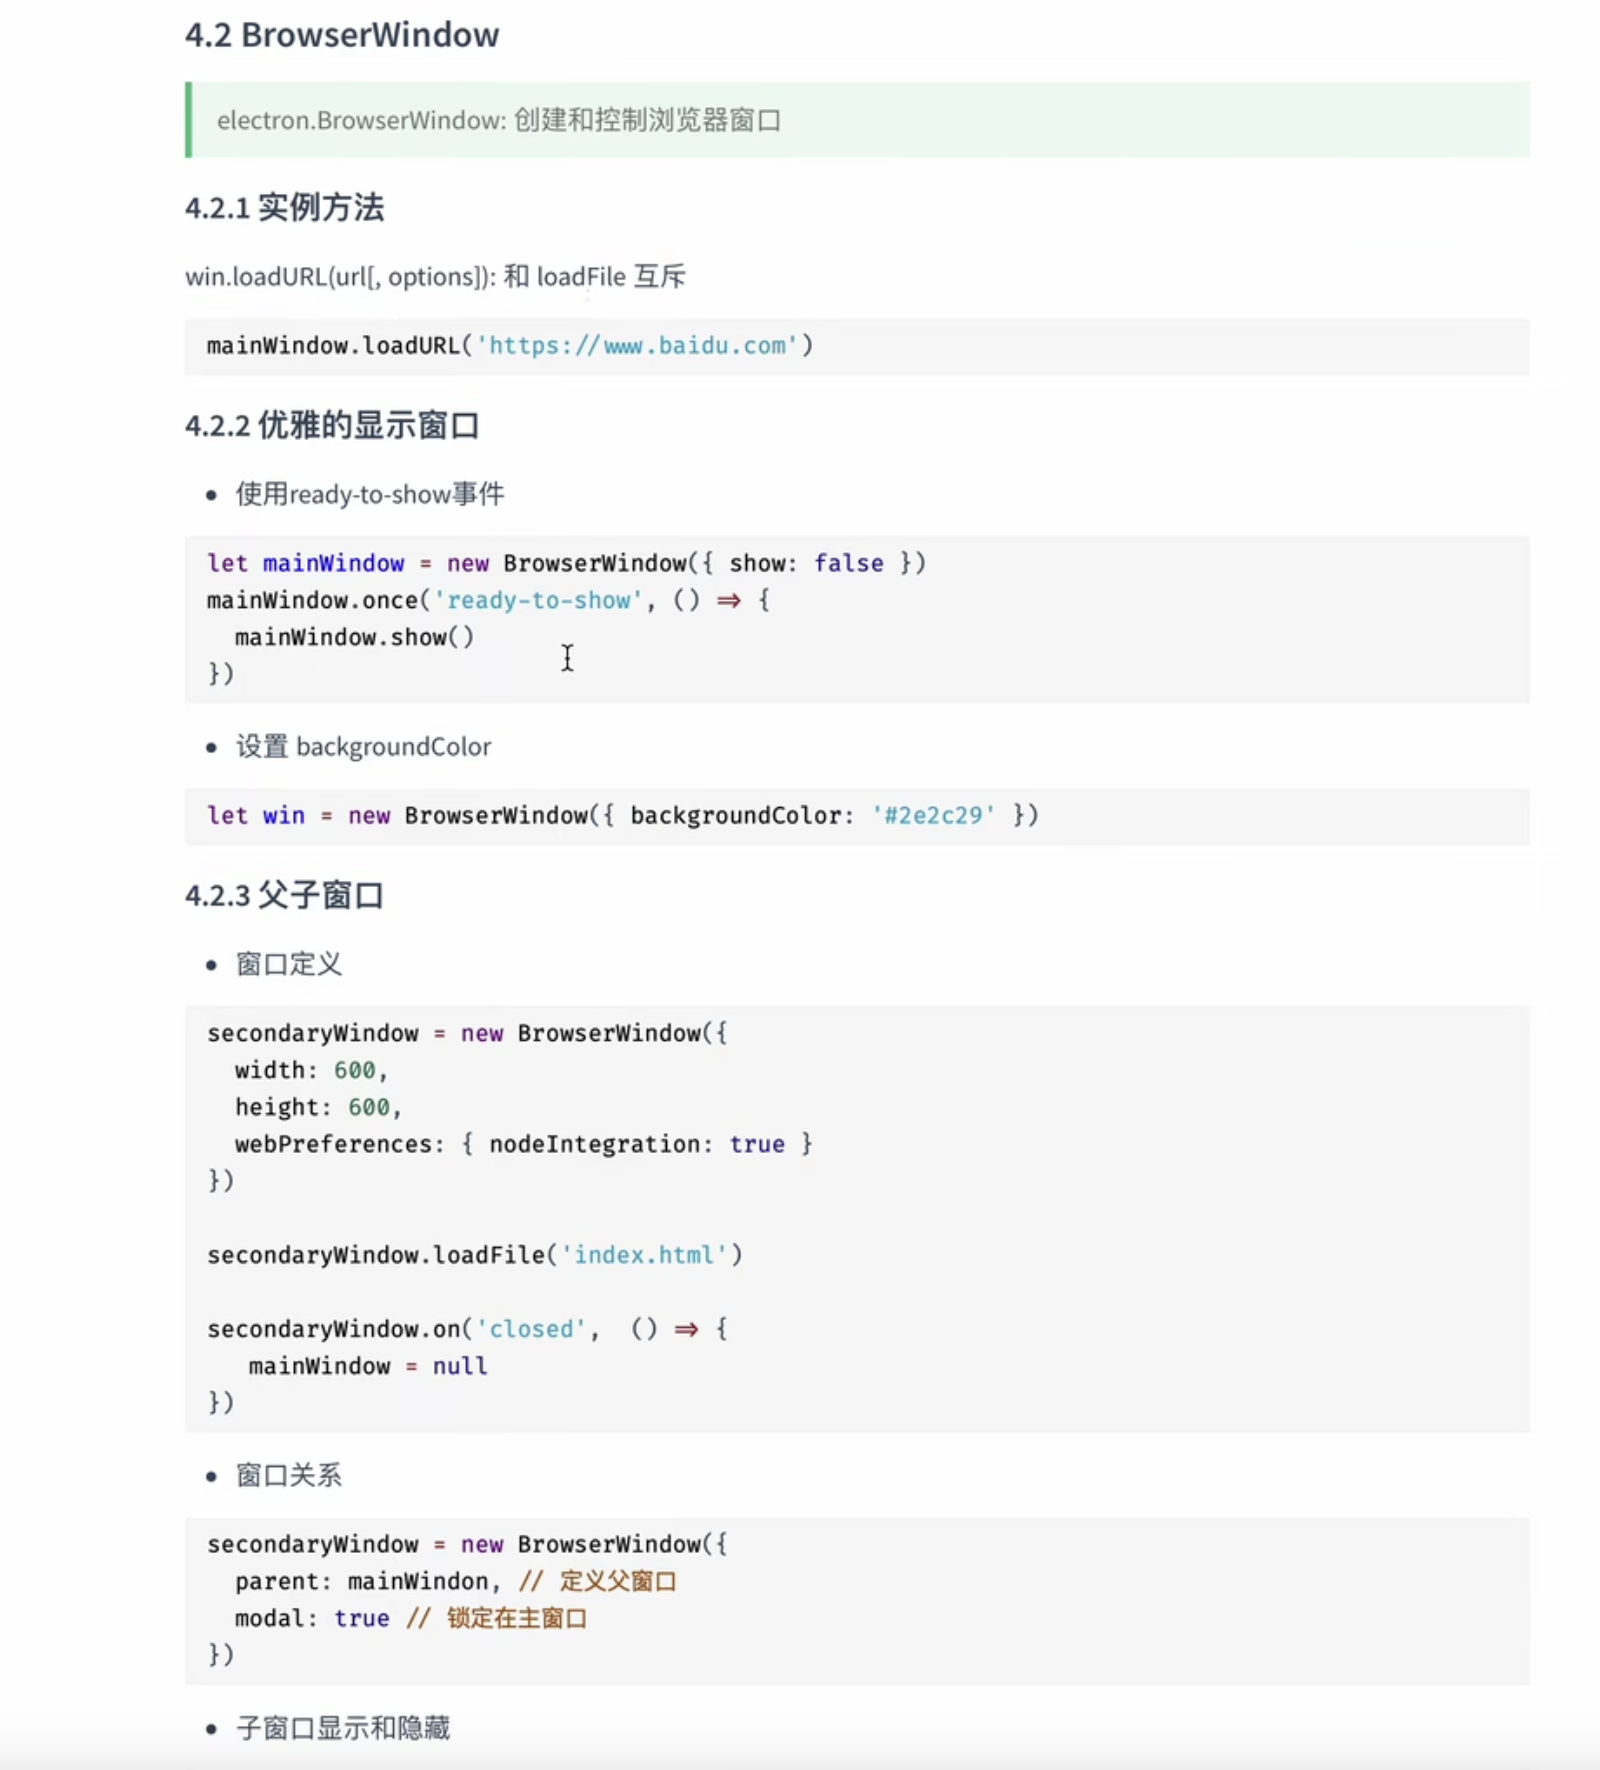 4.2 BrowserWindow
electron.BrowserWindow: 创建和控制浏览器窗口
4.2.1 实例方法
win.loadURL(url[, options]): 和 loadFile 互斥
mainWindow.loadURL('https://www.baidu.com')
4.2.2 优雅的显示窗口
• 使用ready-to-show事件
let mainWindow = new BrowserWindow({ show: false })
mainWindow.once('ready-to-show', () => {
  mainWindow.show()
})
• 设置 backgroundColor
let win = new BrowserWindow({ backgroundColor: '#2e2c29' })
4.2.3 父子窗口
• 窗口定义
secondaryWindow = new BrowserWindow({
  width: 600,
  height: 600,
  webPreferences: { nodeIntegration: true }
})
secondaryWindow.loadFile('index.html')
secondaryWindow.on('closed',  () => {
   mainWindow = null
})
• 窗口关系
secondaryWindow = new BrowserWindow({
  parent: mainWindon, // 定义父窗口
  modal: true // 锁定在主窗口
})
• 子窗口显示和隐藏